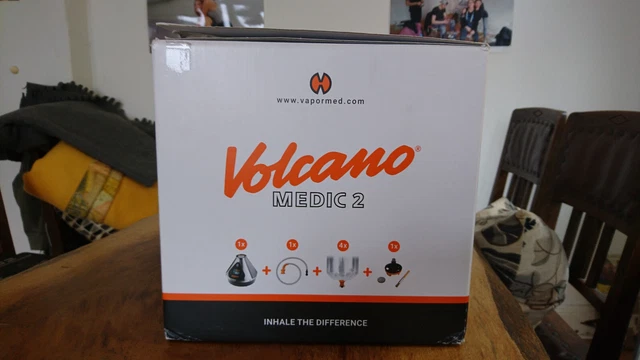 www.vapormed.com
Volcano®
MEDIC 2
1x 1x 4x 1x
+ + +
INHALE THE DIFFERENCE